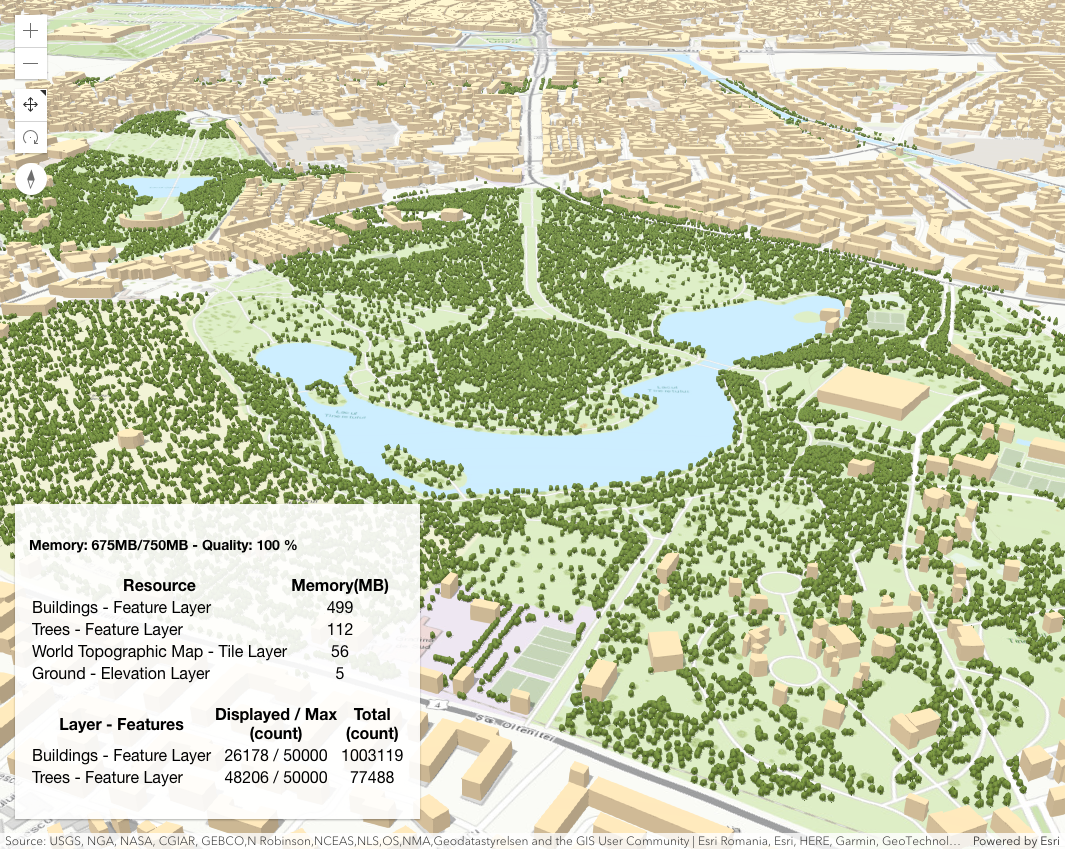 4
Șos. Olteniței
Memory: 675MB/750MB - Quality: 100 %
Resource Memory(MB)
Buildings - Feature Layer 499
Trees - Feature Layer 112
World Topographic Map - Tile Layer 56
Ground - Elevation Layer 5
Layer - Features Displayed / Max (count) Total (count)
Buildings - Feature Layer 26178 / 50000 1003119
Trees - Feature Layer 48206 / 50000 77488
Source: USGS, NGA, NASA, CGIAR, GEBCO,N Robinson,NCEAS,NLS,OS,NMA,Geodatastyrelsen and the GIS User Community | Esri Romania, Esri, HERE, Garmin, GeoTechnol... Powered by Esri